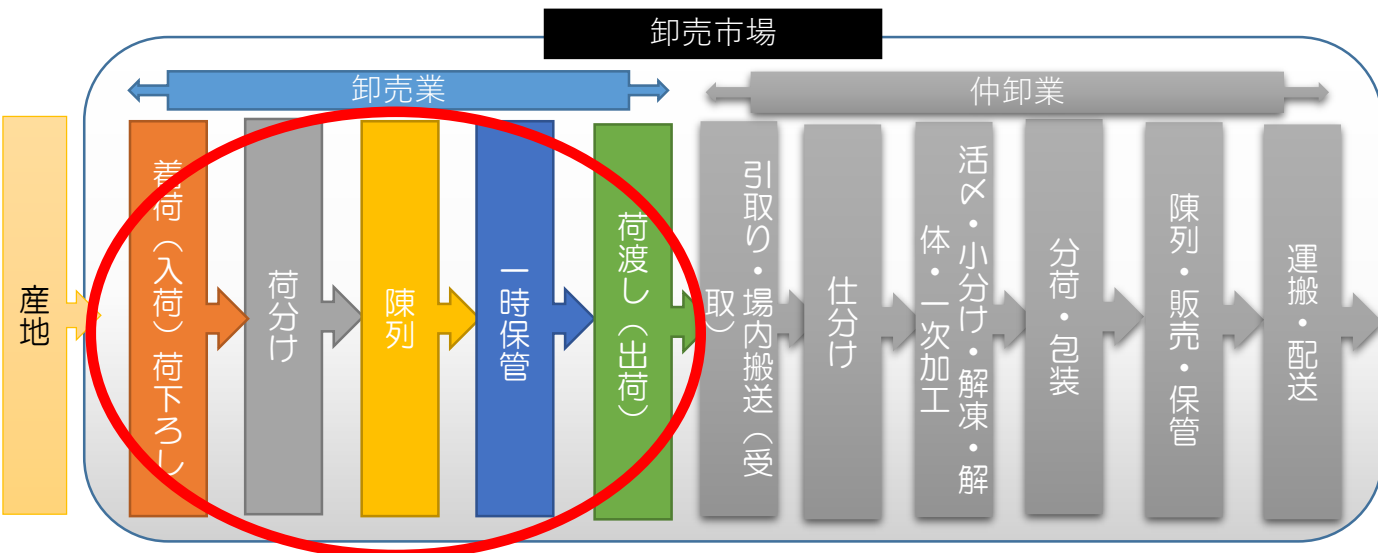 卸売市場
卸売業
仲卸業
産地
着荷（入荷）荷下ろし
荷分け
陳列
一時保管
荷渡し（出荷）
引取り・場内搬送（受
取）
仕分け
活〆・小分け・解凍・解
体・一次加工
分荷・包装
陳列・販売・保管
運搬・配送